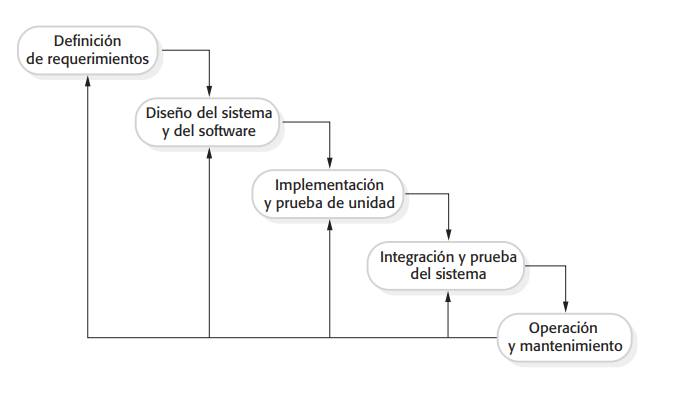 Definición
de requerimientos
Diseño del sistema
y del software
Implementación
y prueba de unidad
Integración y prueba
del sistema
Operación
y mantenimiento